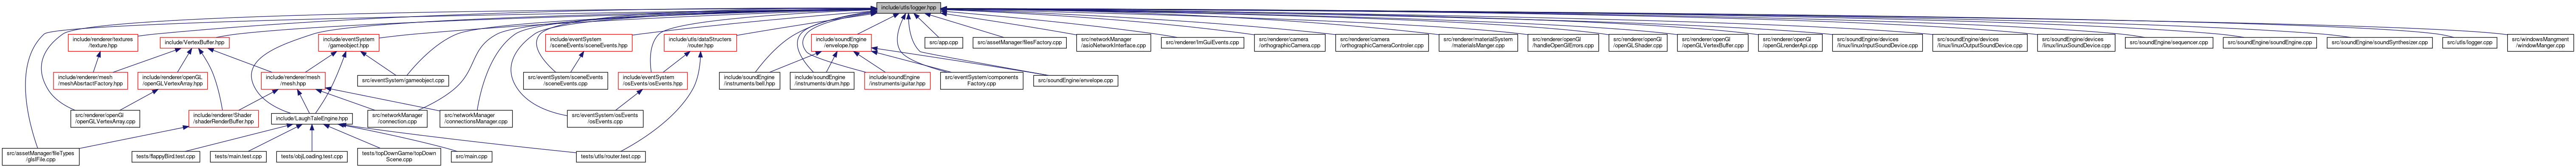 include/utls/logger.hpp
include/renderer/textures
/texture.hpp
include/VertexBuffer.hpp
include/eventSystem
/gameobject.hpp
include/eventSystem
/sceneEvents/sceneEvents.hpp
include/utls/dataStructers
/router.hpp
include/soundEngine
/envelope.hpp
src/app.cpp
src/assetManager/filesFactory.cpp
src/networkManager
/asioNetworkInterface.cpp
src/renderer/ImGuiEvents.cpp
src/renderer/camera
/orthographicCamera.cpp
src/renderer/camera
/orthographicCameraControler.cpp
src/renderer/materialSystem
/materialsManger.cpp
src/renderer/openGl
/handleOpenGlErrors.cpp
src/renderer/openGl
/openGLShader.cpp
src/renderer/openGl
/openGLVertexBuffer.cpp
src/renderer/openGl
/openGLrenderApi.cpp
src/soundEngine/devices
/linux/linuxInputSoundDevice.cpp
src/soundEngine/devices
/linux/linuxOutputSoundDevice.cpp
src/soundEngine/devices
/linux/linuxSoundDevice.cpp
src/soundEngine/sequencer.cpp
src/soundEngine/soundEngine.cpp
src/soundEngine/soundSynthesizer.cpp
src/utls/logger.cpp
src/windowsMangment
/windowManger.cpp
include/renderer/mesh
/meshAbsrtactFactory.hpp
include/renderer/openGL
/openGLVertexArray.hpp
include/renderer/mesh
/mesh.hpp
src/eventSystem/gameobject.cpp
src/eventSystem/sceneEvents
/sceneEvents.cpp
include/eventSystem
/osEvents/osEvents.hpp
include/soundEngine
/instruments/bell.hpp
include/soundEngine
/instruments/drum.hpp
include/soundEngine
/instruments/guitar.hpp
src/eventSystem/components
Factory.cpp
src/soundEngine/envelope.cpp
src/renderer/openGl
/openGLVertexArray.cpp
include/renderer/Shader
/shaderRenderBuffer.hpp
include/LaughTaleEngine.hpp
src/networkManager
/connection.cpp
src/networkManager
/connectionsManager.cpp
src/eventSystem/osEvents
/osEvents.cpp
src/assetManager/fileTypes
/glslFile.cpp
tests/flappyBird.test.cpp
tests/main.test.cpp
tests/objLoading.test.cpp
tests/topDownGame/topDown
.Scene.cpp
src/main.cpp
tests/utls/router.test.cpp